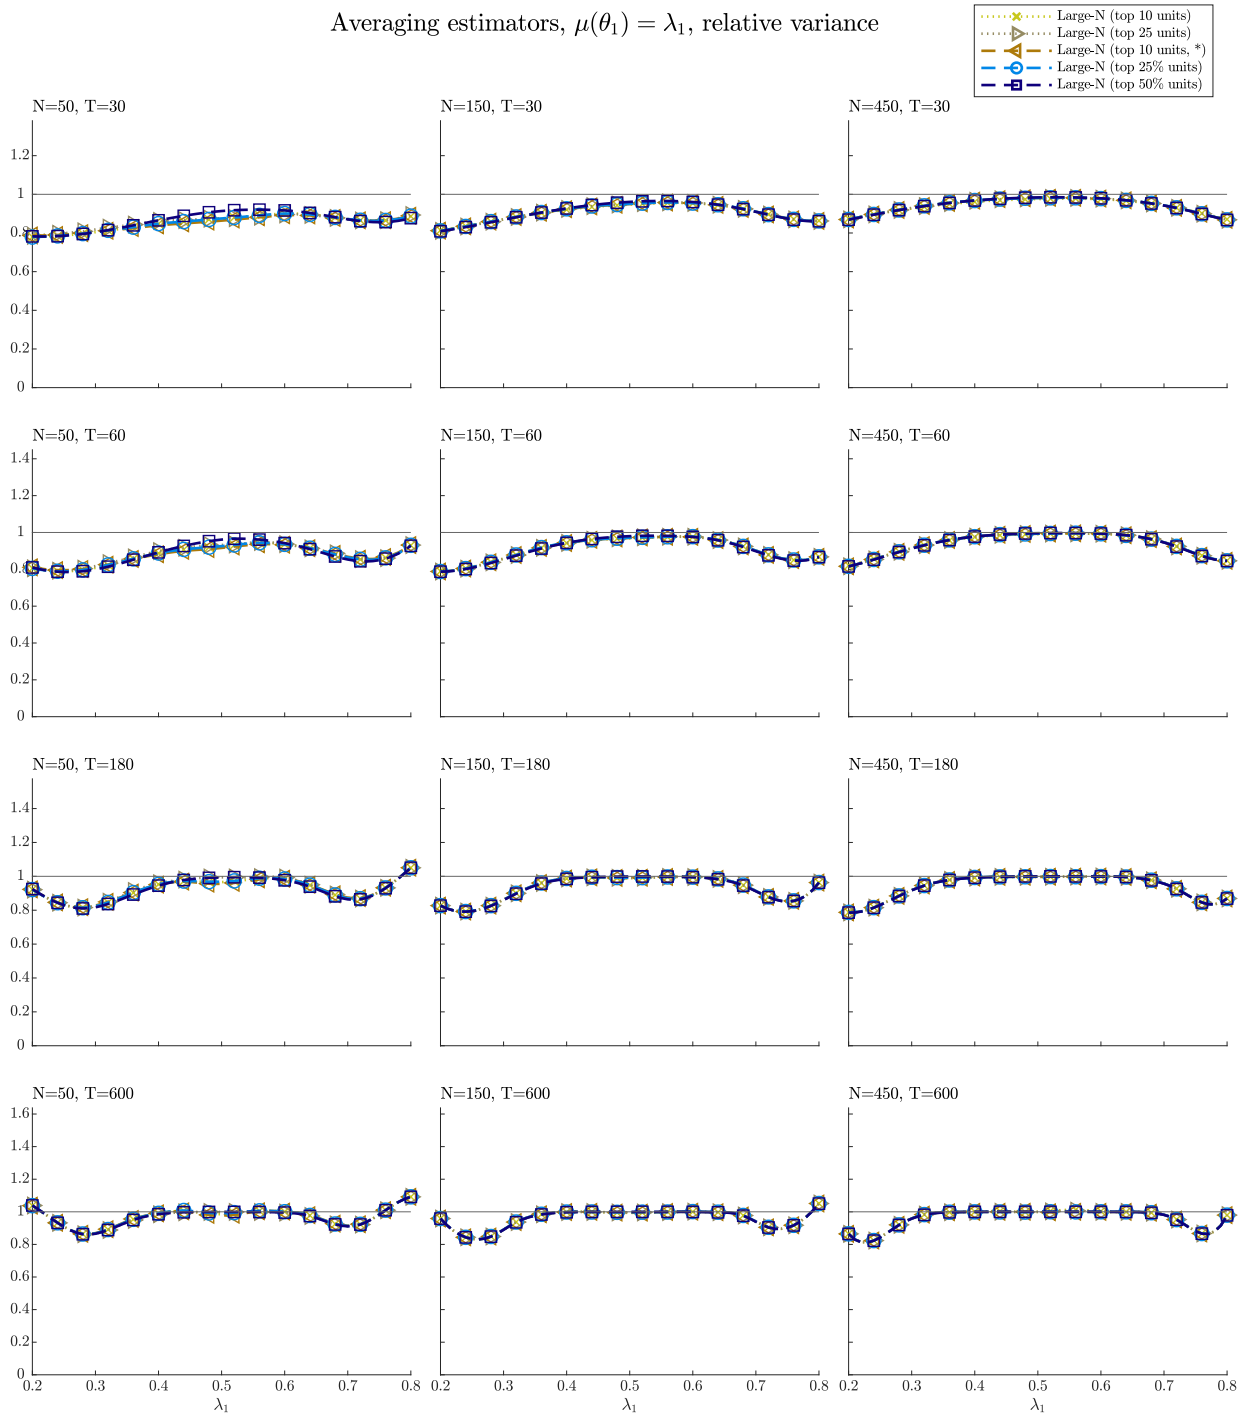 Averaging estimators, μ(θ₁) = λ₁, relative variance
Large-N (top 10 units)
Large-N (top 25 units)
Large-N (top 10 units, *)
Large-N (top 25% units)
Large-N (top 50% units)
N=50, T=30
N=150, T=30
N=450, T=30
1.2
1
0.8
0.6
0.4
0.2
0
N=50, T=60
N=150, T=60
N=450, T=60
1.4
1.2
1
0.8
0.6
0.4
0.2
0
N=50, T=180
N=150, T=180
N=450, T=180
1.4
1.2
1
0.8
0.6
0.4
0.2
0
N=50, T=600
N=150, T=600
N=450, T=600
1.6
1.4
1.2
1
0.8
0.6
0.4
0.2
0
0.2 0.3 0.4 0.5 0.6 0.7 0.8 0.2 0.3 0.4 0.5 0.6 0.7 0.8 0.2 0.3 0.4 0.5 0.6 0.7 0.8
λ₁ λ₁ λ₁